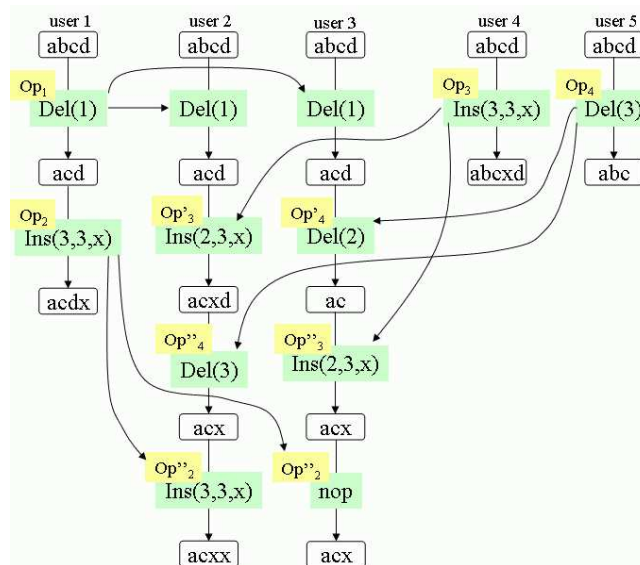 user 1 user 2 user 3 user 4 user 5
abcd abcd abcd abcd abcd
Op1 Op3 Op4
Del(1) Del(1) Del(1) Ins(3,3,x) Del(3)
acd acd acd abcxd abc
Op2 Op'3 Op'4
Ins(3,3,x) Ins(2,3,x) Del(2)
acdx acxd ac
Op''4 Op''3
Del(3) Ins(2,3,x)
acx acx
Op''2 Op''2
Ins(3,3,x) nop
acxx acx